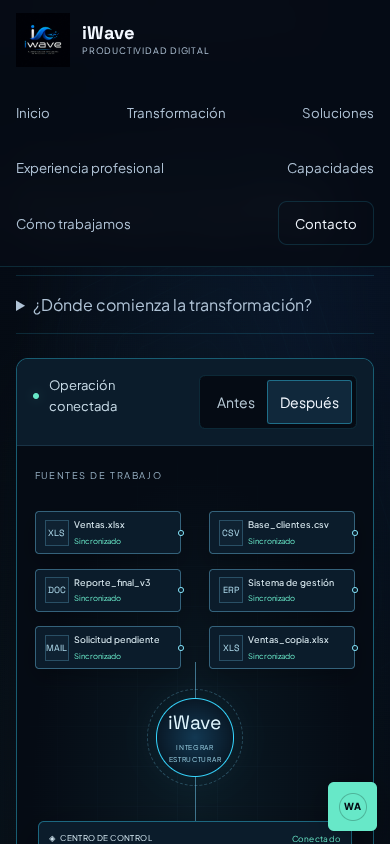 iwave
iWave
PRODUCTIVIDAD DIGITAL
Inicio
Transformación
Soluciones
Experiencia profesional
Capacidades
Cómo trabajamos
Contacto
¿Dónde comienza la transformación?
Operación
conectada
Antes
Después
FUENTES DE TRABAJO
XLS
Ventas.xlsx
Sincronizado
CSV
Base_clientes.csv
Sincronizado
DOC
Reporte_final_v3
Sincronizado
ERP
Sistema de gestión
Sincronizado
MAIL
Solicitud pendiente
Sincronizado
XLS
Ventas_copia.xlsx
Sincronizado
iWave
INTEGRAR
ESTRUCTURAR
WA
CENTRO DE CONTROL
Conectado